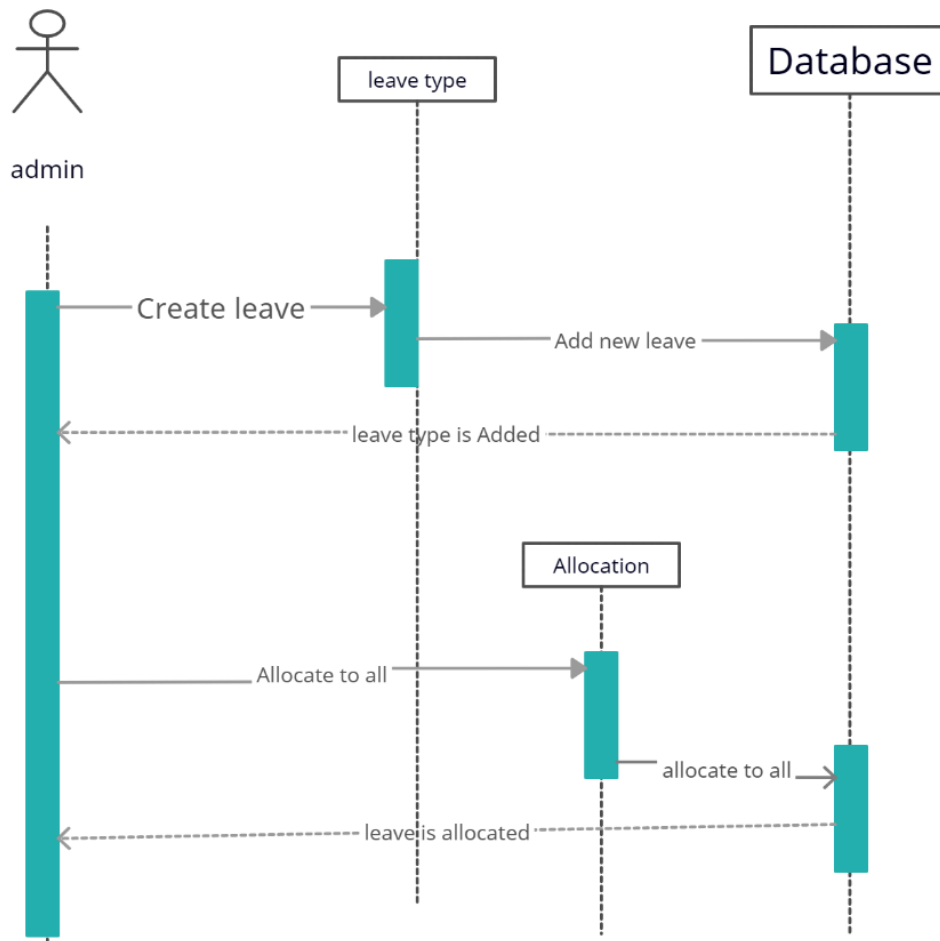 Database
leave type
admin
Create leave
Add new leave
leave type is Added
Allocation
Allocate to all
allocate to all
leave is allocated